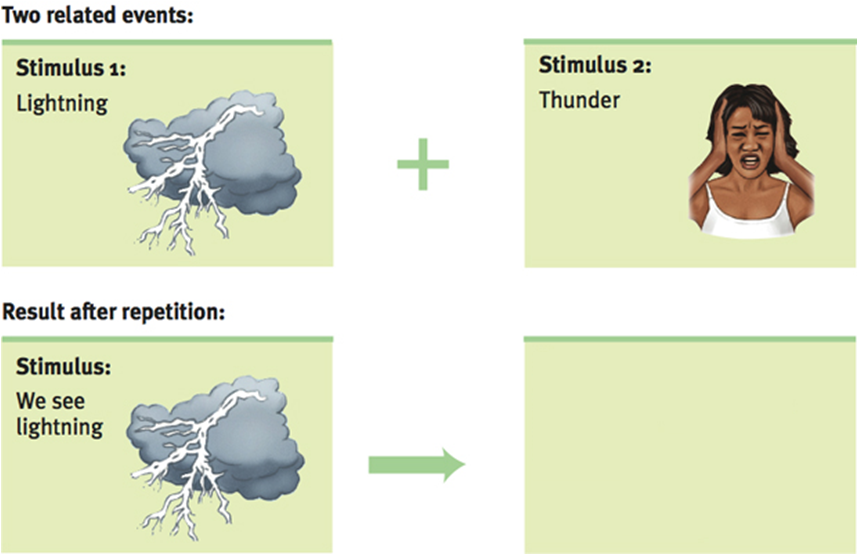 Two related events:
Stimulus 1:
Lightning
Stimulus 2:
Thunder
Result after repetition:
Stimulus:
We see
lightning